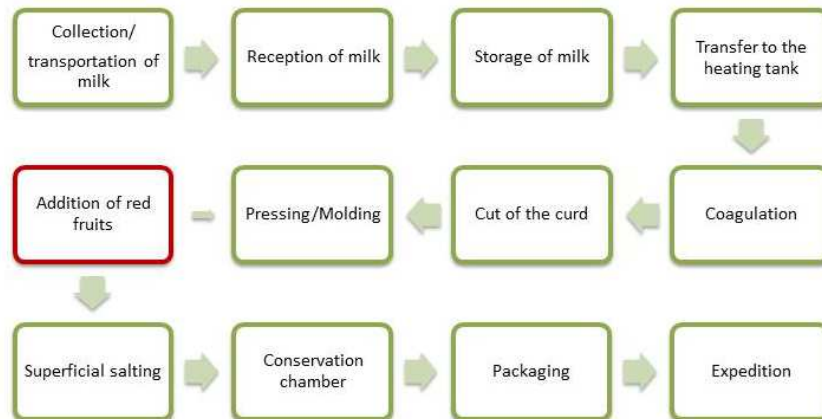 Collection/
transportation of
milk
Reception of milk
Storage of milk
Transfer to the
heating tank
Addition of red
fruits
Pressing/Molding
Cut of the curd
Coagulation
Superficial salting
Conservation
chamber
Packaging
Expedition